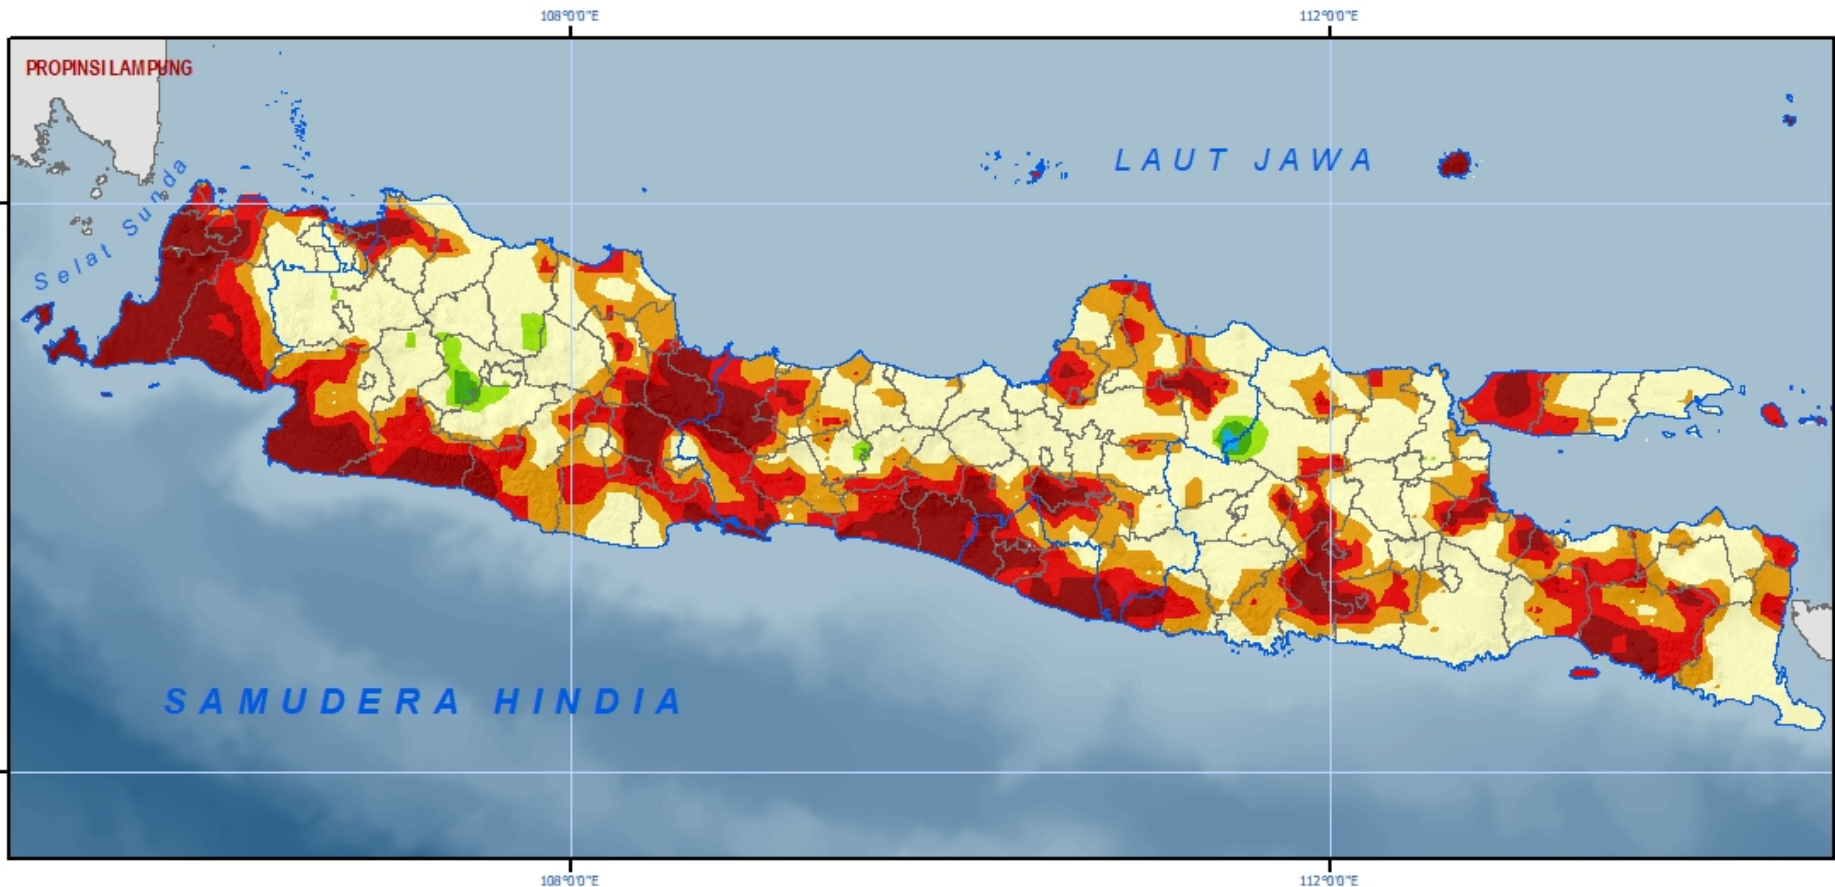 108°0'0"E
112°0'0"E
PROPINSI LAMPUNG
LAUT JAWA
Selat Sunda
SAMUDERA HINDIA
108°0'0"E
112°0'0"E